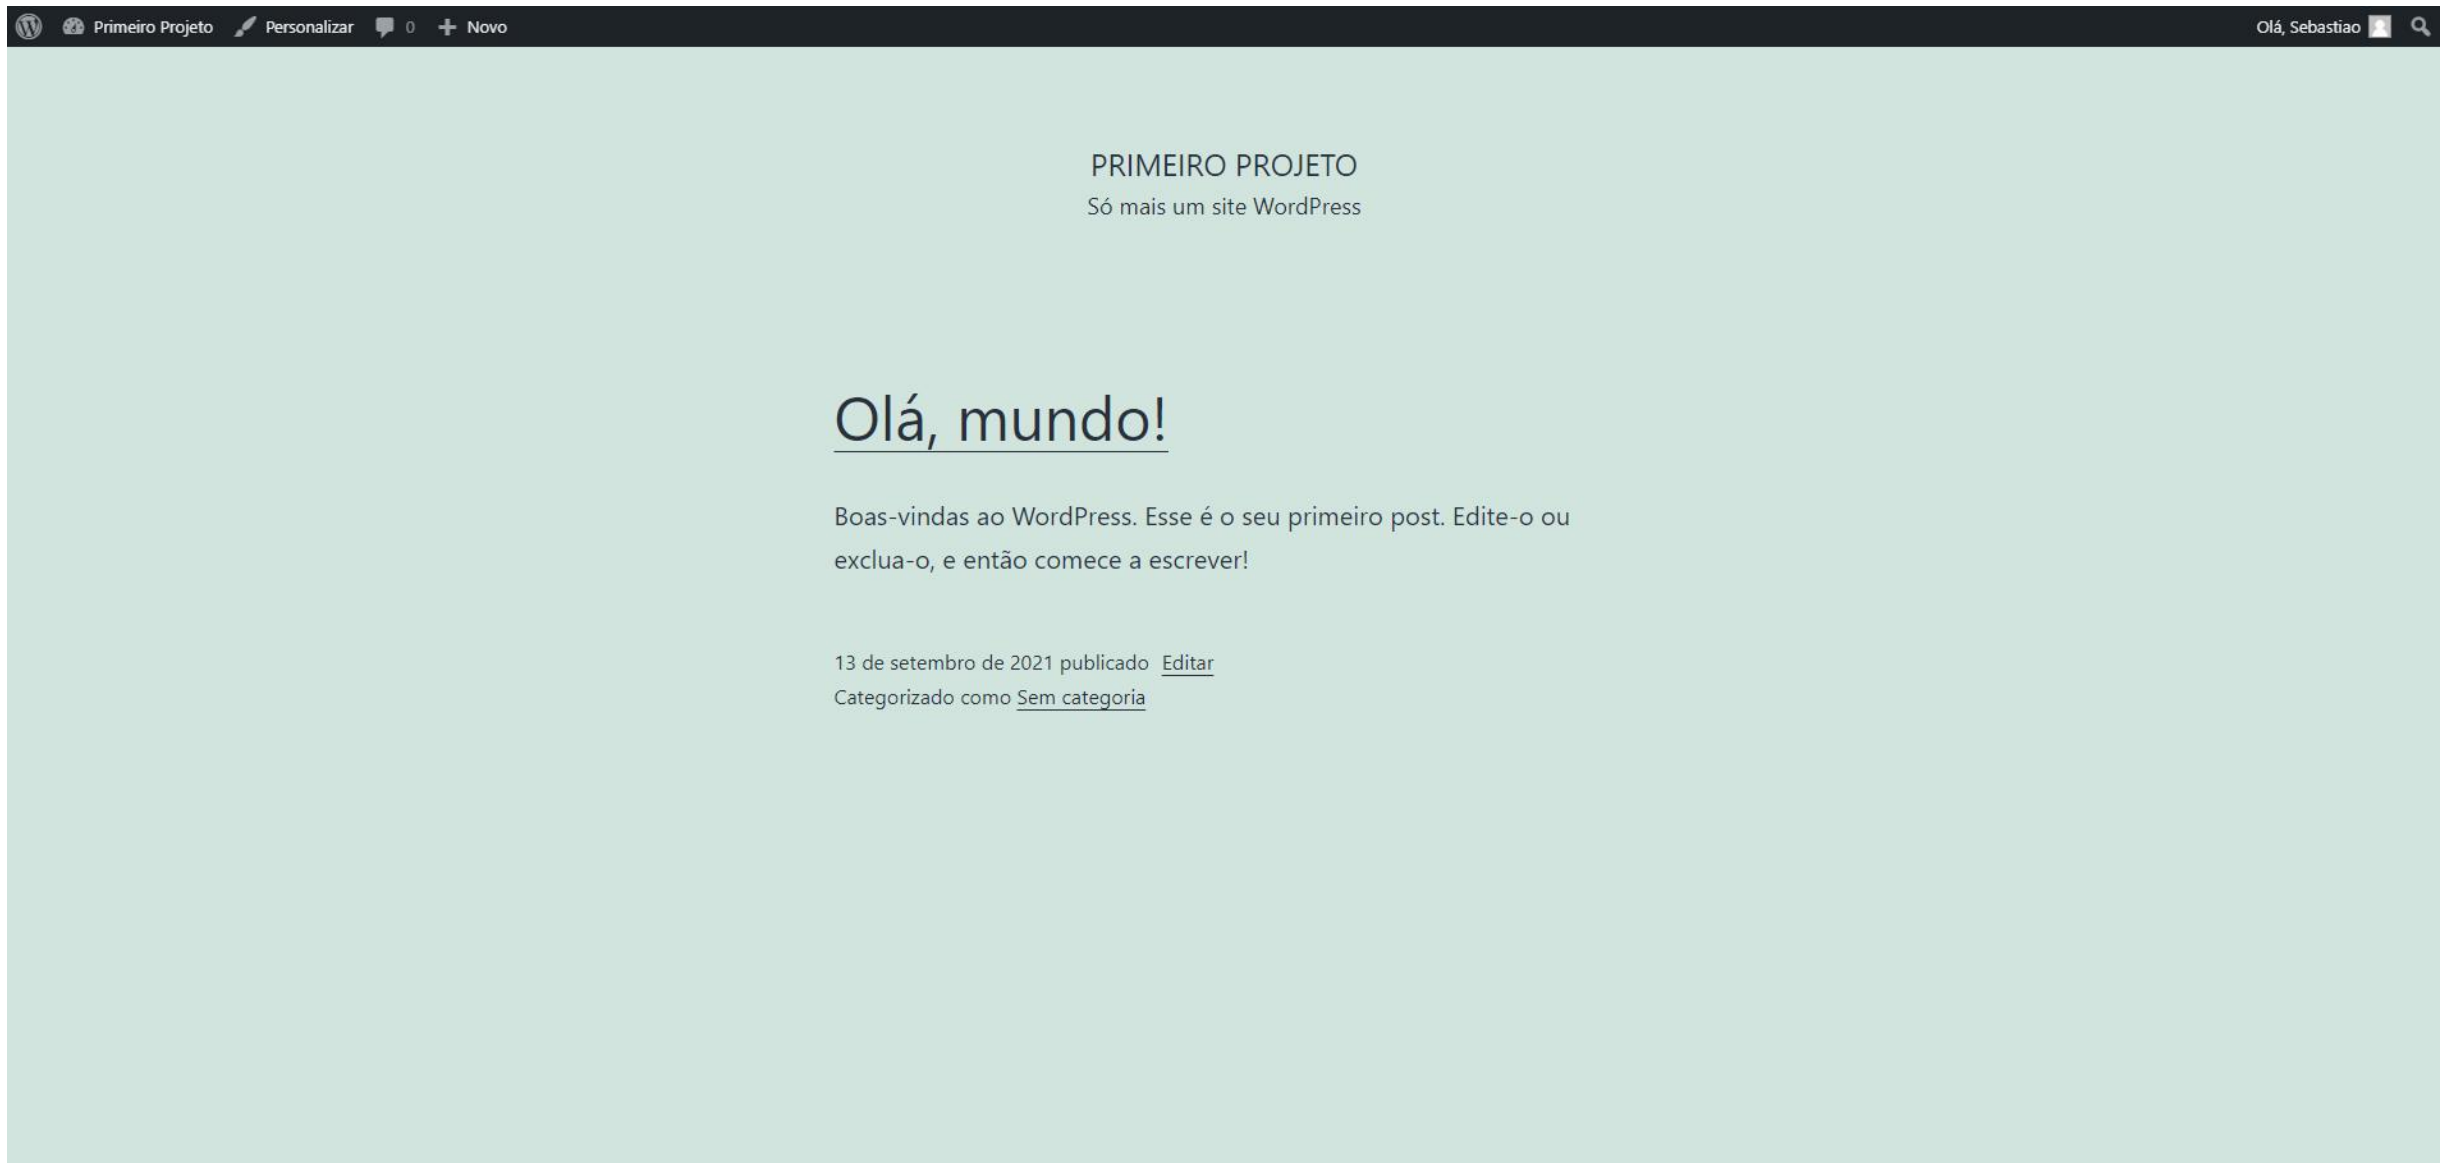 Primeiro Projeto Personalizar 0 Novo Olá, Sebastiao
PRIMEIRO PROJETO
Só mais um site WordPress
Olá, mundo!
Boas-vindas ao WordPress. Esse é o seu primeiro post. Edite-o ou
exclua-o, e então comece a escrever!
13 de setembro de 2021 publicado Editar
Categorizado como Sem categoria